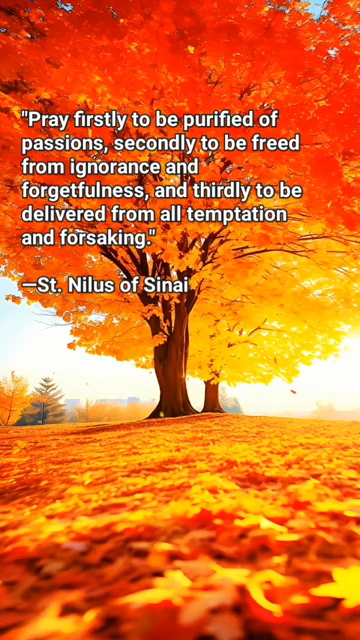 "Pray firstly to be purified of
passions, secondly to be freed
from ignorance and
forgetfulness, and thirdly to be
delivered from all temptation
and forsaking."
—St. Nilus of Sinai